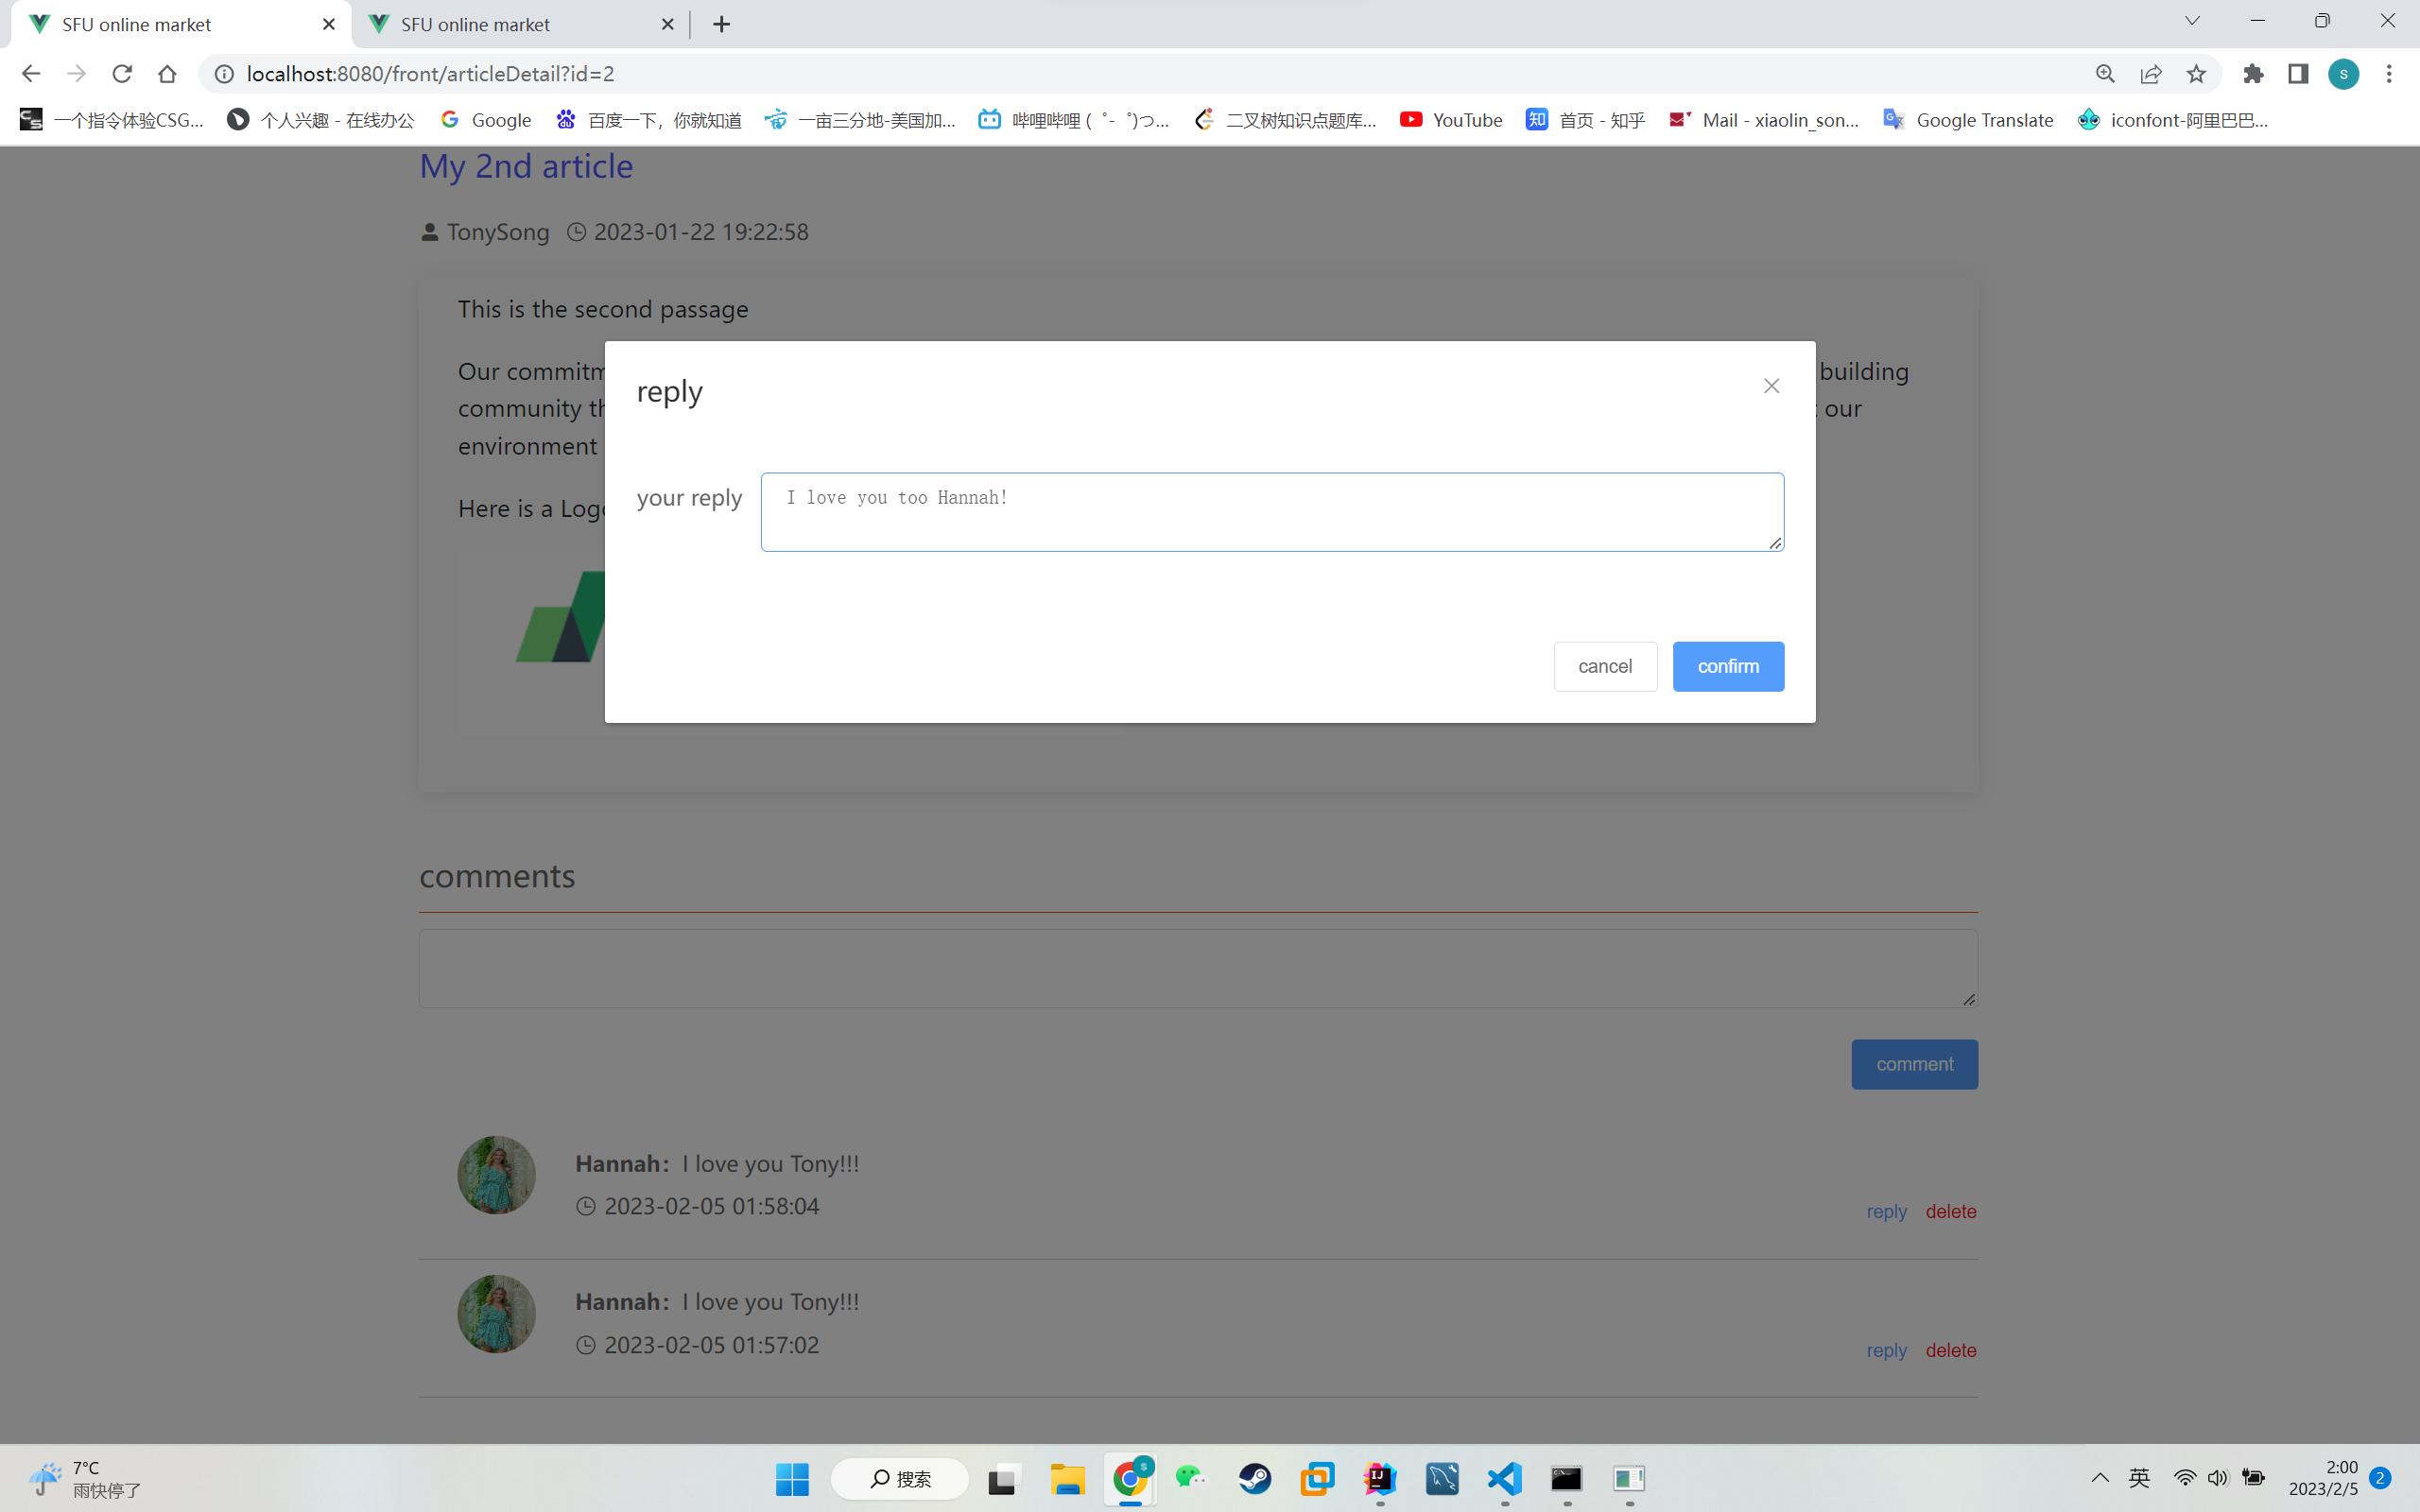 SFU online market
SFU online market
localhost:8080/front/articleDetail?id=2
s
一个指令体验CSG... 个人兴趣 - 在线办公 Google 百度一下，你就知道 一亩三分地-美国加... 哔哩哔哩 ( ゜- ゜)つ... 二叉树知识点题库... YouTube 知 首页 - 知乎 Mail - xiaolin_son... Google Translate iconfont-阿里巴巴...
My 2nd article
TonySong 2023-01-22 19:22:58
This is the second passage
Our commitm building
community th our
environment
Here is a Logo
reply
your reply I love you too Hannah!
cancel confirm
comments
comment
Hannah： I love you Tony!!!
2023-02-05 01:58:04
reply delete
Hannah： I love you Tony!!!
2023-02-05 01:57:02
reply delete
7°C
雨快停了
搜索
英
2:00
2023/2/5
2